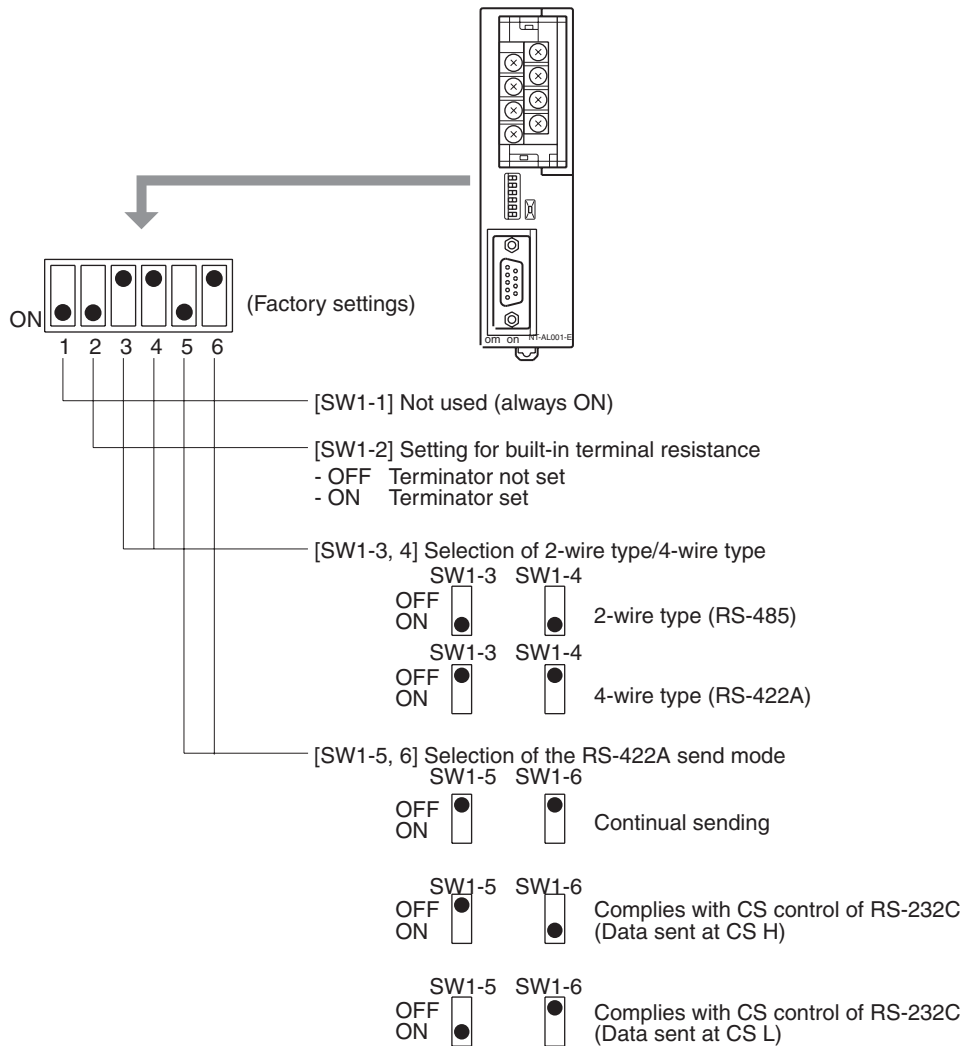 om on NT-AL001-E
(Factory settings)
ON
1 2 3 4 5 6
[SW1-1] Not used (always ON)
[SW1-2] Setting for built-in terminal resistance
- OFF Terminator not set
- ON Terminator set
[SW1-3, 4] Selection of 2-wire type/4-wire type
SW1-3 SW1-4
OFF
ON
2-wire type (RS-485)
SW1-3 SW1-4
OFF
ON
4-wire type (RS-422A)
[SW1-5, 6] Selection of the RS-422A send mode
SW1-5 SW1-6
OFF
ON
Continual sending
SW1-5 SW1-6
OFF
ON
Complies with CS control of RS-232C
(Data sent at CS H)
SW1-5 SW1-6
OFF
ON
Complies with CS control of RS-232C
(Data sent at CS L)